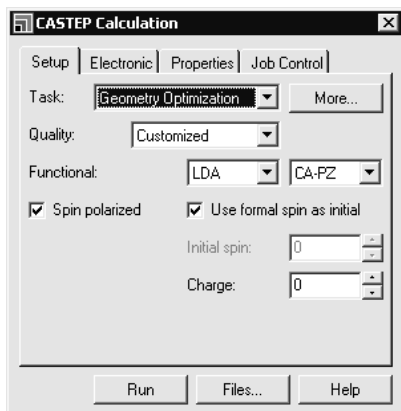 CASTEP Calculation
Setup Electronic Properties Job Control
Task: Geometry Optimization More...
Quality: Customized
Functional: LDA CA-PZ
Spin polarized Use formal spin as initial
Initial spin: 0
Charge: 0
Run Files... Help